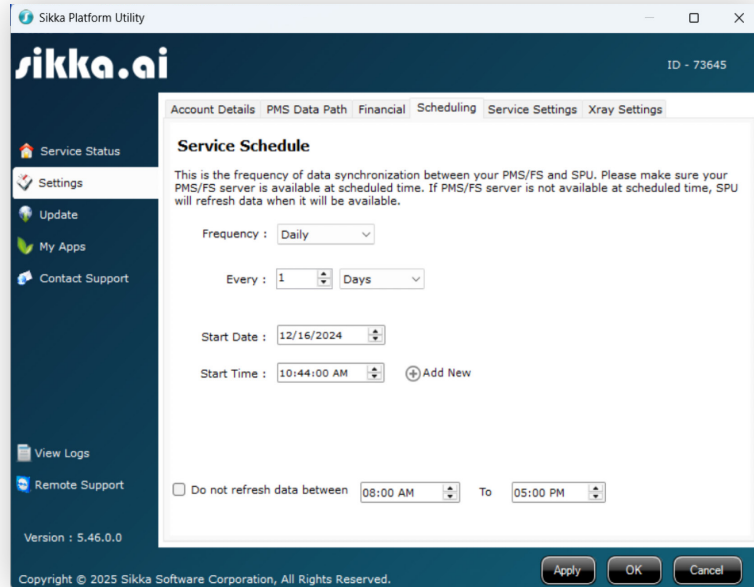 Sikka Platform Utility
sikka.ai
ID - 73645
Account Details PMS Data Path Financial Scheduling Service Settings Xray Settings
Service Status
Settings
Update
My Apps
Contact Support
View Logs
Remote Support
Version : 5.46.0.0
Service Schedule
This is the frequency of data synchronization between your PMS/FS and SPU. Please make sure your
PMS/FS server is available at scheduled time. If PMS/FS server is not available at scheduled time, SPU
will refresh data when it will be available.
Frequency : Daily
Every : 1 Days
Start Date : 12/16/2024
Start Time : 10:44:00 AM Add New
Do not refresh data between 08:00 AM To 05:00 PM
Apply OK Cancel
Copyright © 2025 Sikka Software Corporation, All Rights Reserved.